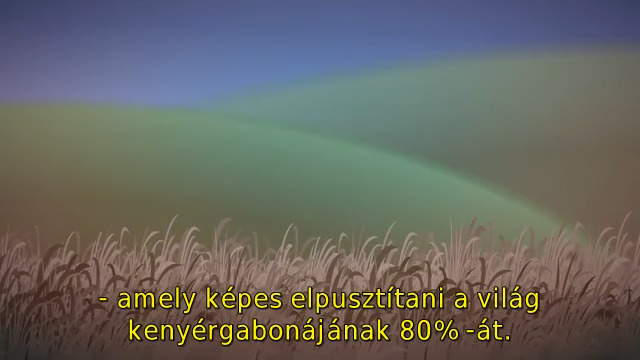 - amely képes elpusztítani a világ
kenyérgabonájának 80% -át.